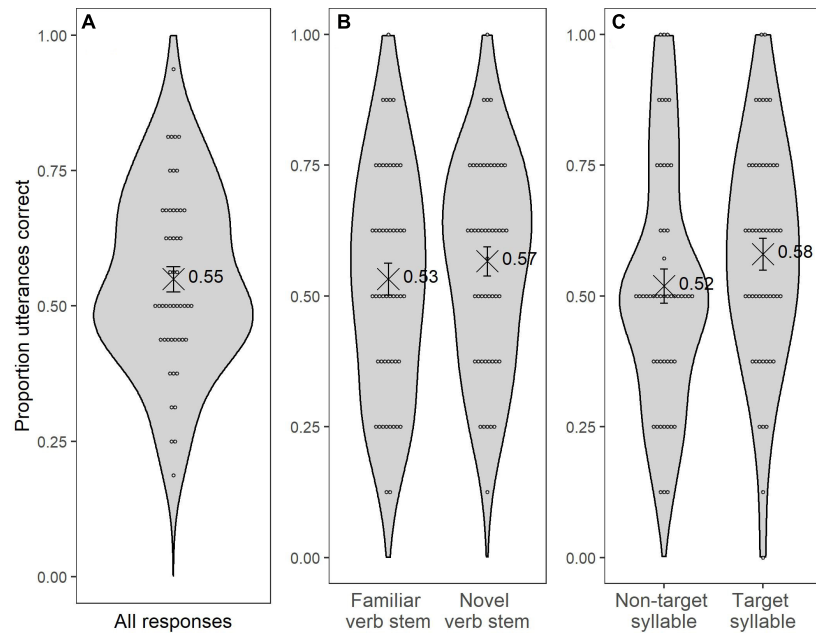 A
B
C
Proportion utterances correct
1.00
0.75
0.50
0.25
0.00
0.55
All responses
1.00
0.75
0.50
0.25
0.00
0.53
0.57
Familiar
verb stem
Novel
verb stem
1.00
0.75
0.50
0.25
0.00
0.52
0.58
Non-target
syllable
Target
syllable